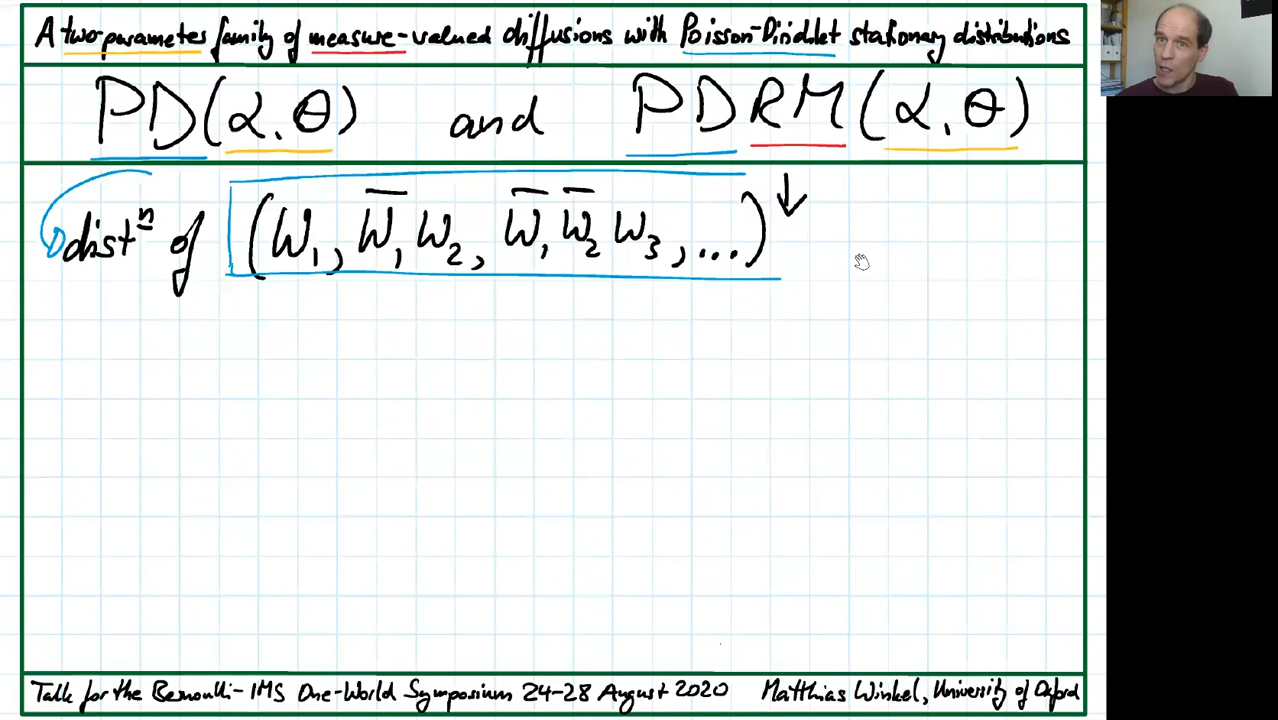 A two-parameter family of measure-valued diffusions with Poisson-Dirichlet stationary distributions
PD(α,θ) and PDRM(α,θ)
distⁿ of (W₁, W̄₁W₂, W̄₁W̄₂W₃, ...)↓
Talk for the Bernoulli-IMS One-World Symposium 24-28 August 2020 Matthias Winkel, University of Oxford